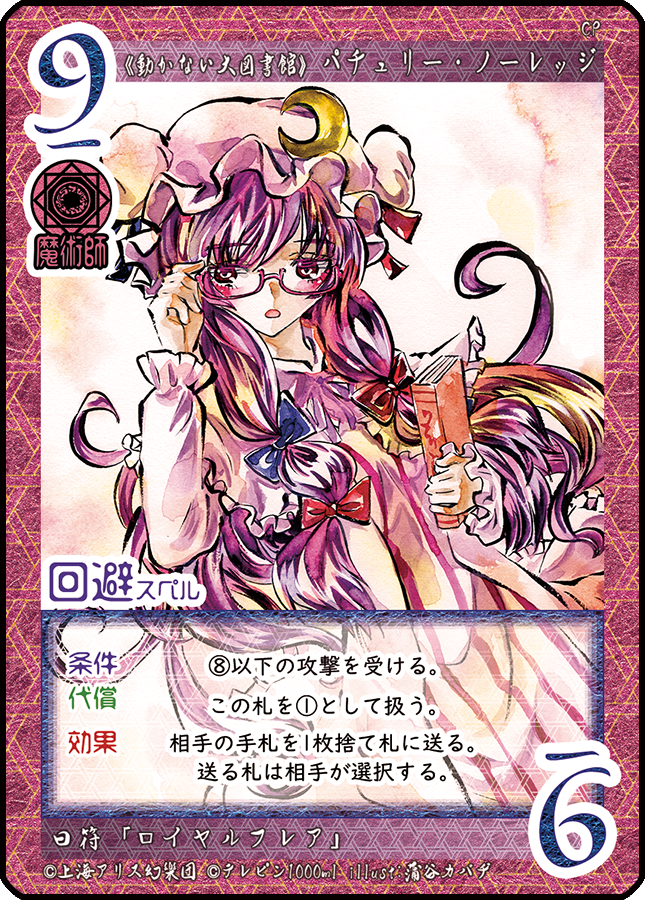 CP
9
《動かない大図書館》 パチュリー・ノーレッジ
魔術師
回避スペル
条件 ⑧以下の攻撃を受ける。
代償 この札を①として扱う。
効果 相手の手札を1枚捨て札に送る。
送る札は相手が選択する。
9
日符「ロイヤルフレア」
©上海アリス幻樂団 ©テレピン1000ml illust:蒲谷カバヂ